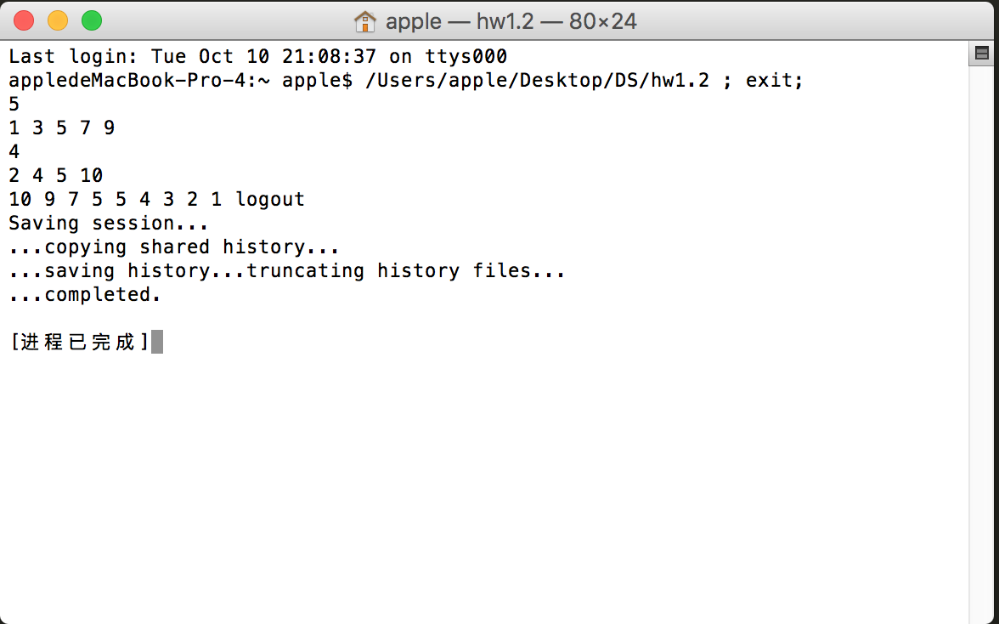 apple — hw1.2 — 80×24
Last login: Tue Oct 10 21:08:37 on ttys000
appledeMacBook-Pro-4:~ apple$ /Users/apple/Desktop/DS/hw1.2 ; exit;
5
1 3 5 7 9
4
2 4 5 10
10 9 7 5 5 4 3 2 1 logout
Saving session...
...copying shared history...
...saving history...truncating history files...
...completed.
[进程已完成]